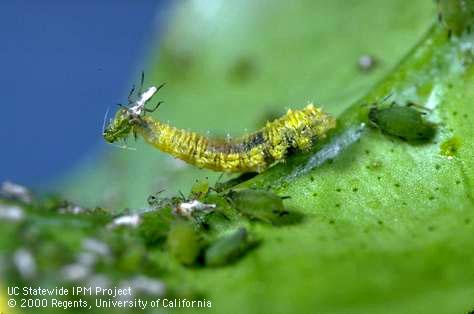 UC Statewide IPM Project
© 2000 Regents, University of California